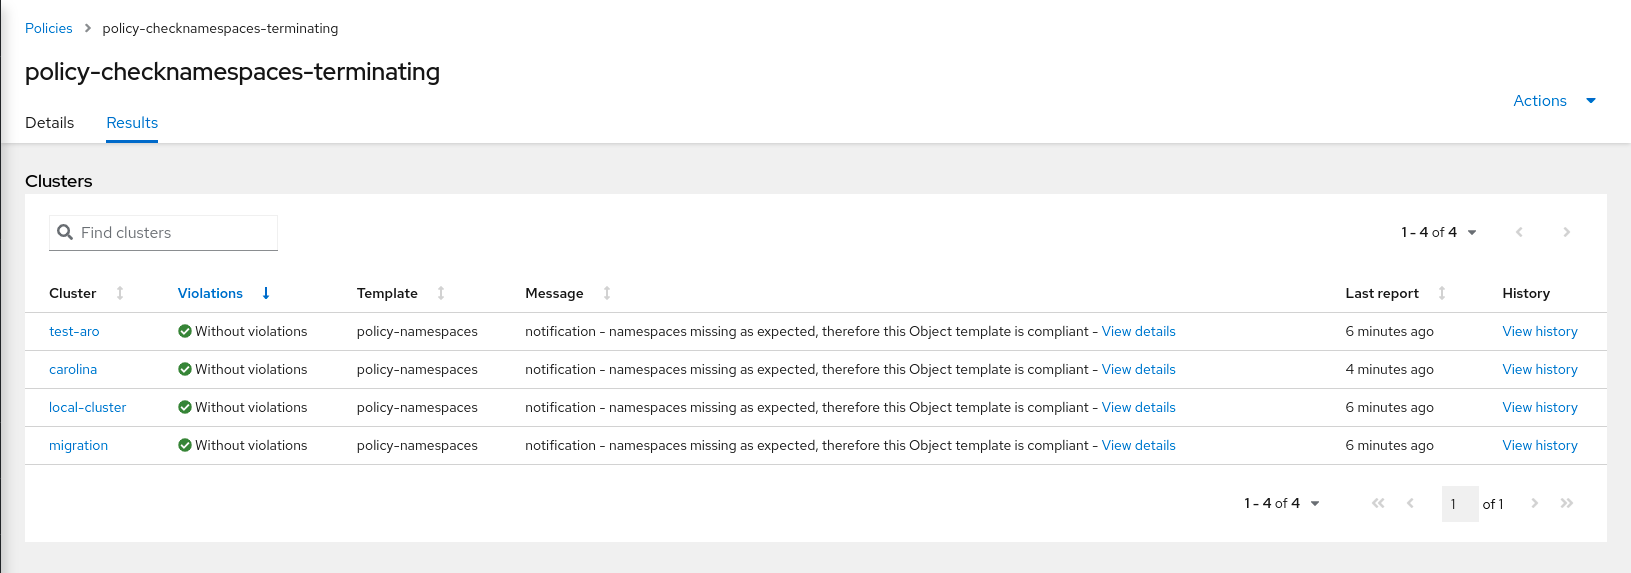 Policies > policy-checknamespaces-terminating
policy-checknamespaces-terminating
Actions
Details Results
Clusters
Find clusters
1 - 4 of 4
Cluster Violations Template Message Last report History
test-aro Without violations policy-namespaces notification - namespaces missing as expected, therefore this Object template is compliant - View details 6 minutes ago View history
carolina Without violations policy-namespaces notification - namespaces missing as expected, therefore this Object template is compliant - View details 4 minutes ago View history
local-cluster Without violations policy-namespaces notification - namespaces missing as expected, therefore this Object template is compliant - View details 6 minutes ago View history
migration Without violations policy-namespaces notification - namespaces missing as expected, therefore this Object template is compliant - View details 6 minutes ago View history
1 - 4 of 4 1 of 1